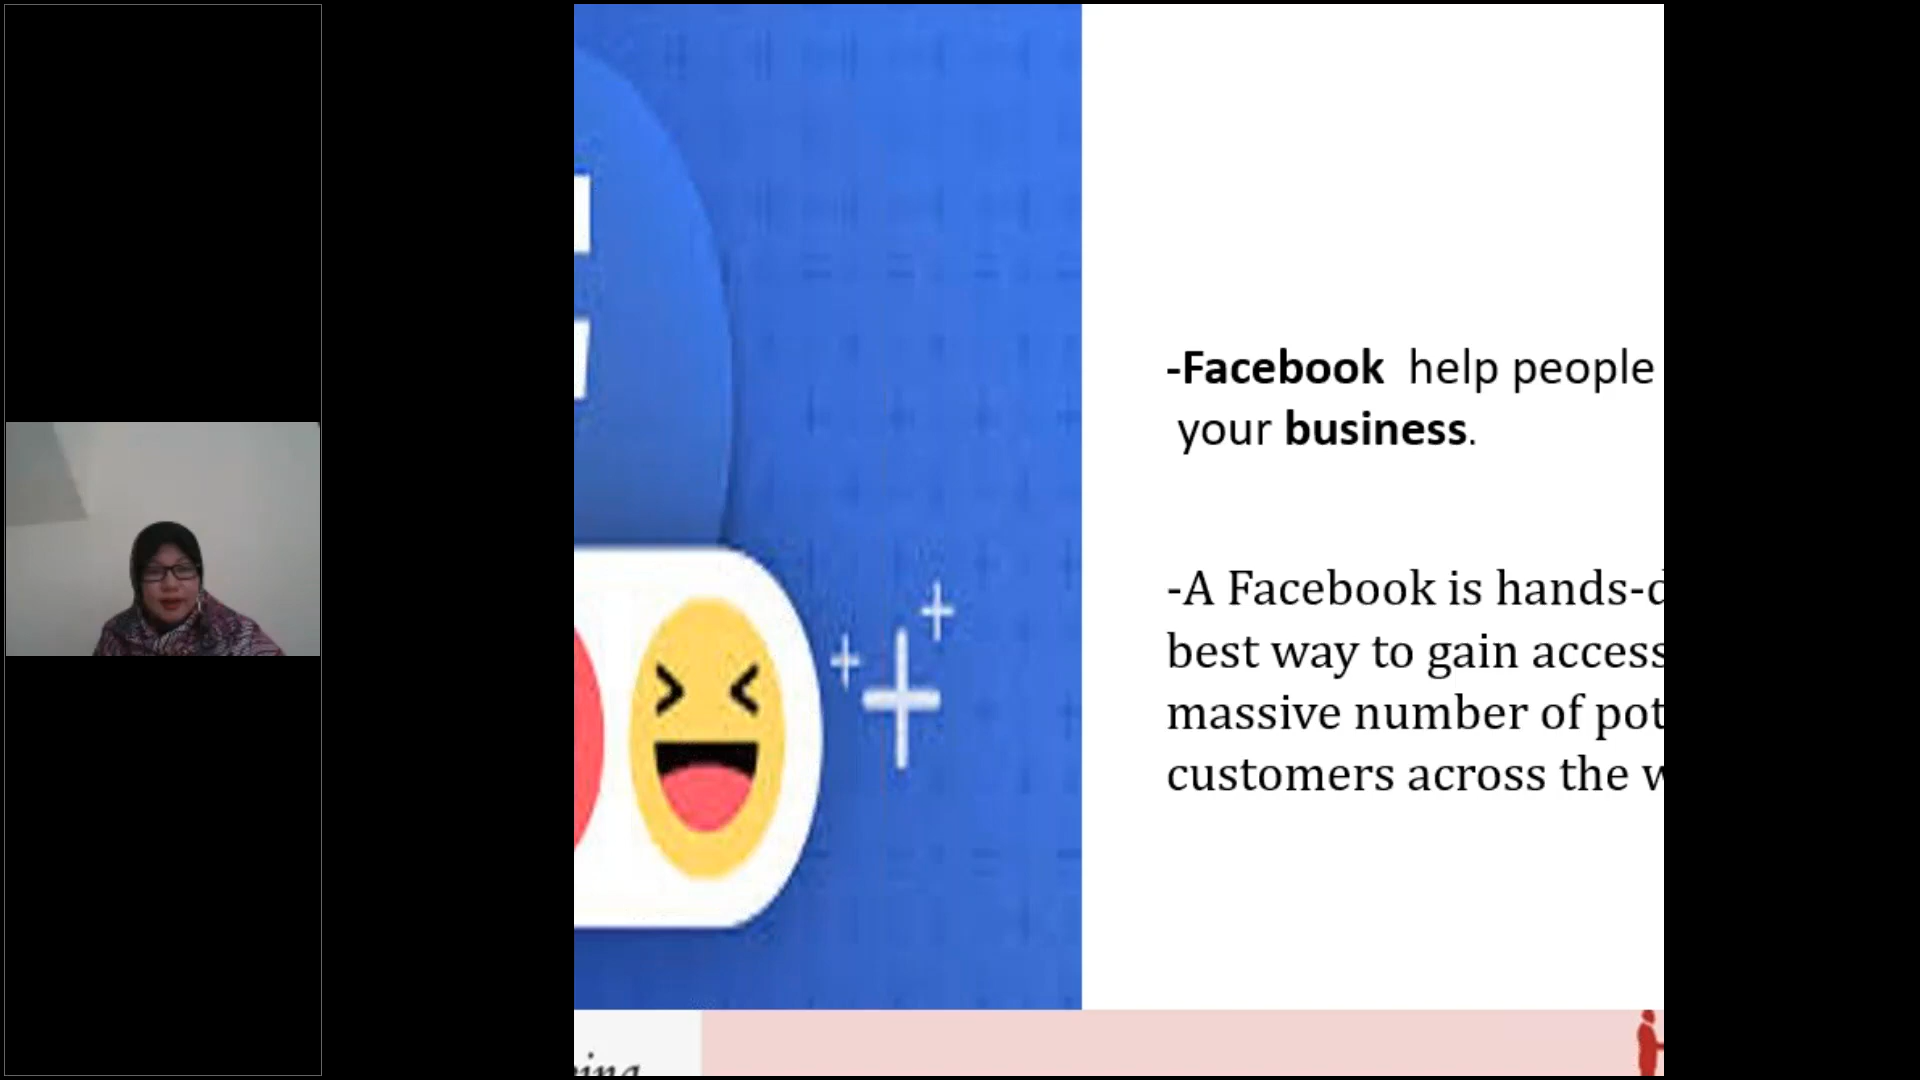 -Facebook  help people
your business.
-A Facebook is hands-d
best way to gain access
massive number of pot
customers across the w